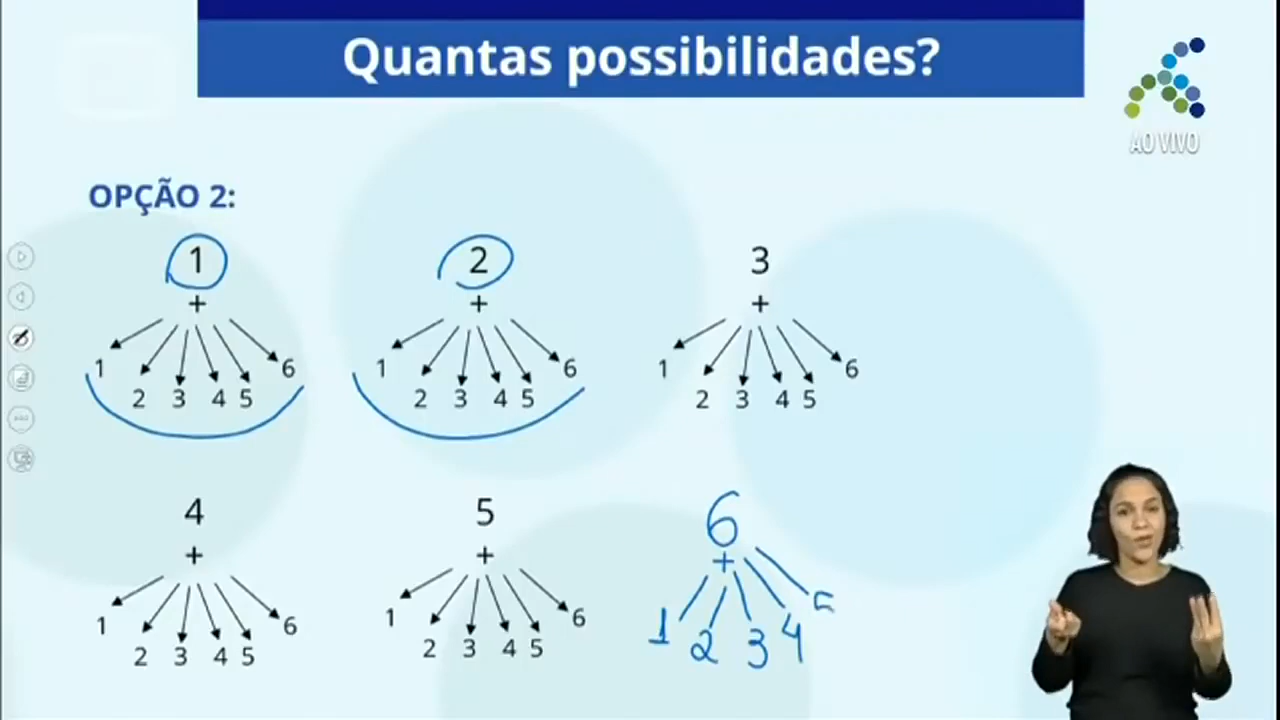 Quantas possibilidades?
AO VIVO
OPÇÃO 2:
1 2 3
+ + +
1 6 1 6 1 6
2 3 4 5 2 3 4 5 2 3 4 5
4 5 6
+ + +
1 6 1 6 5
2 3 4 5 2 3 4 5 1 2 3 4